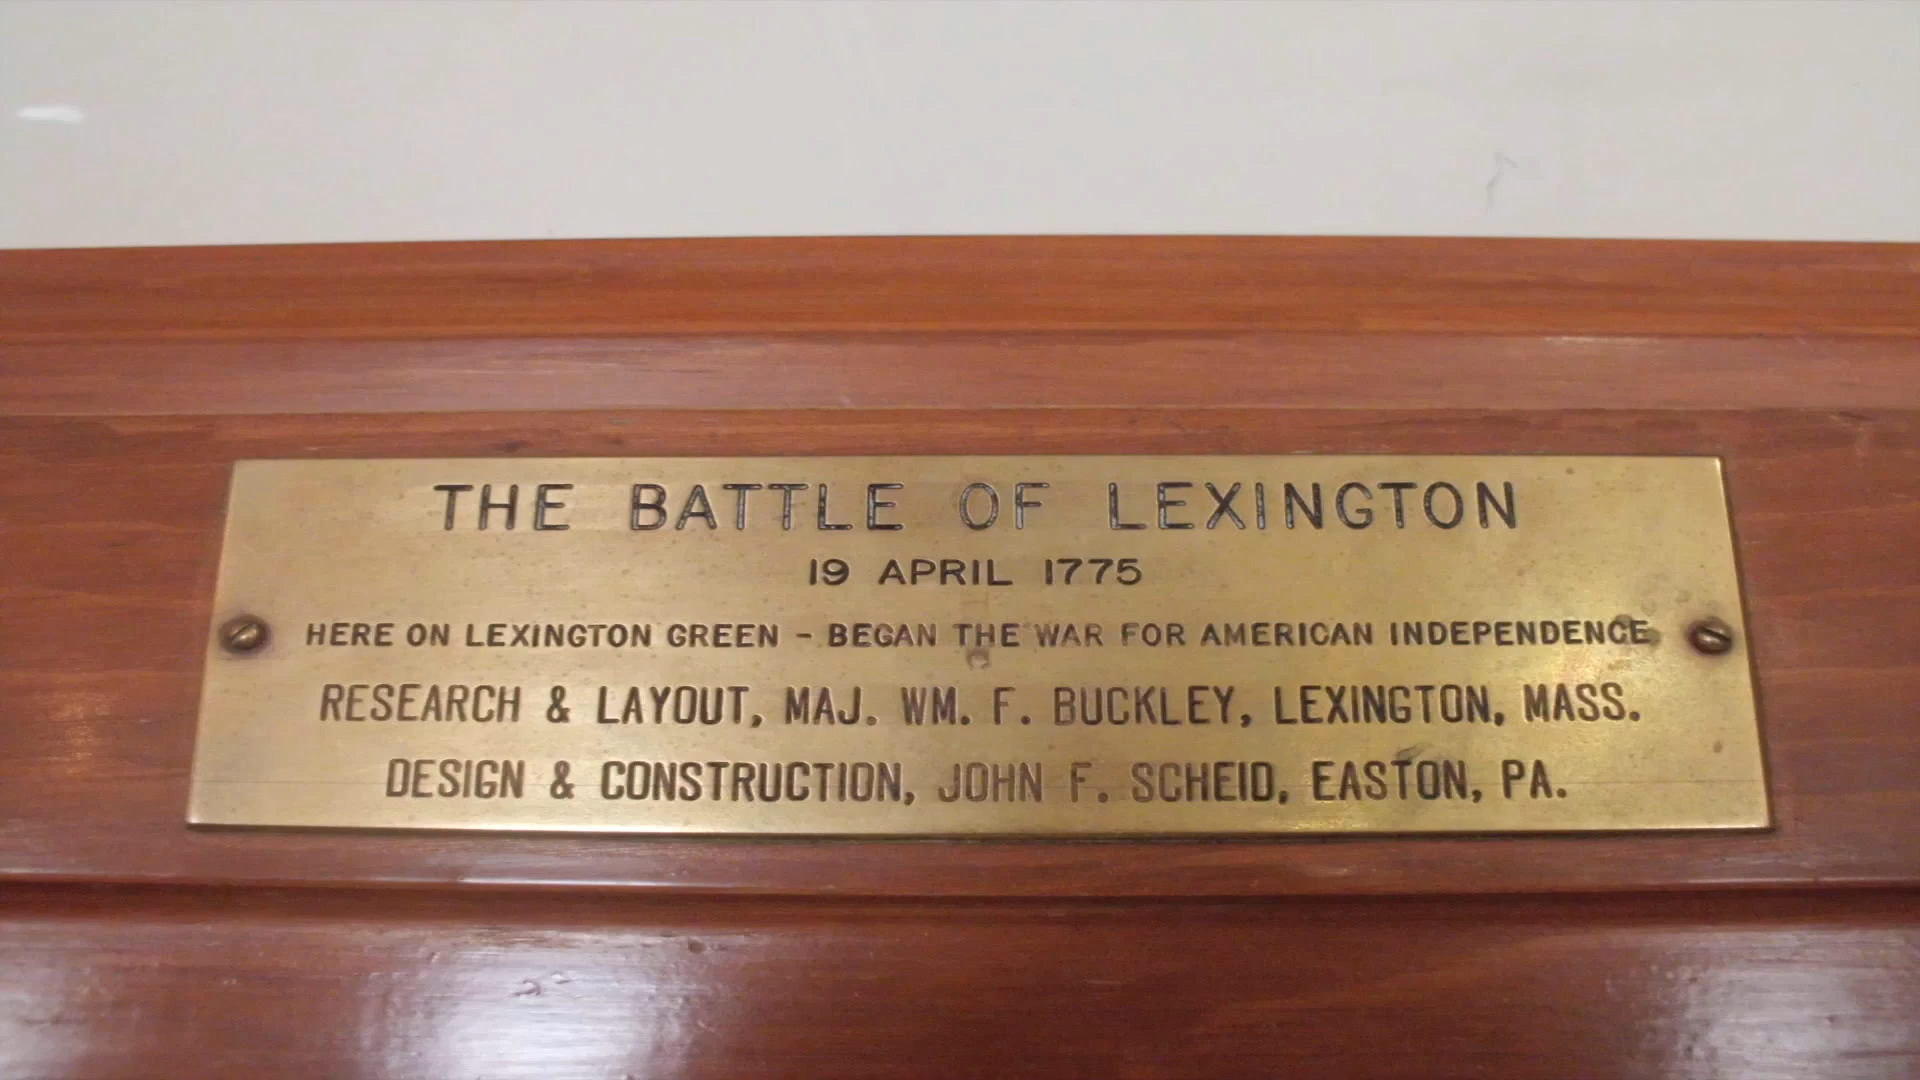 THE BATTLE OF LEXINGTON
19 APRIL 1775
HERE ON LEXINGTON GREEN - BEGAN THE WAR FOR AMERICAN INDEPENDENCE
RESEARCH & LAYOUT, MAJ. WM. F. BUCKLEY, LEXINGTON, MASS.
DESIGN & CONSTRUCTION, JOHN F. SCHEID, EASTON, PA.